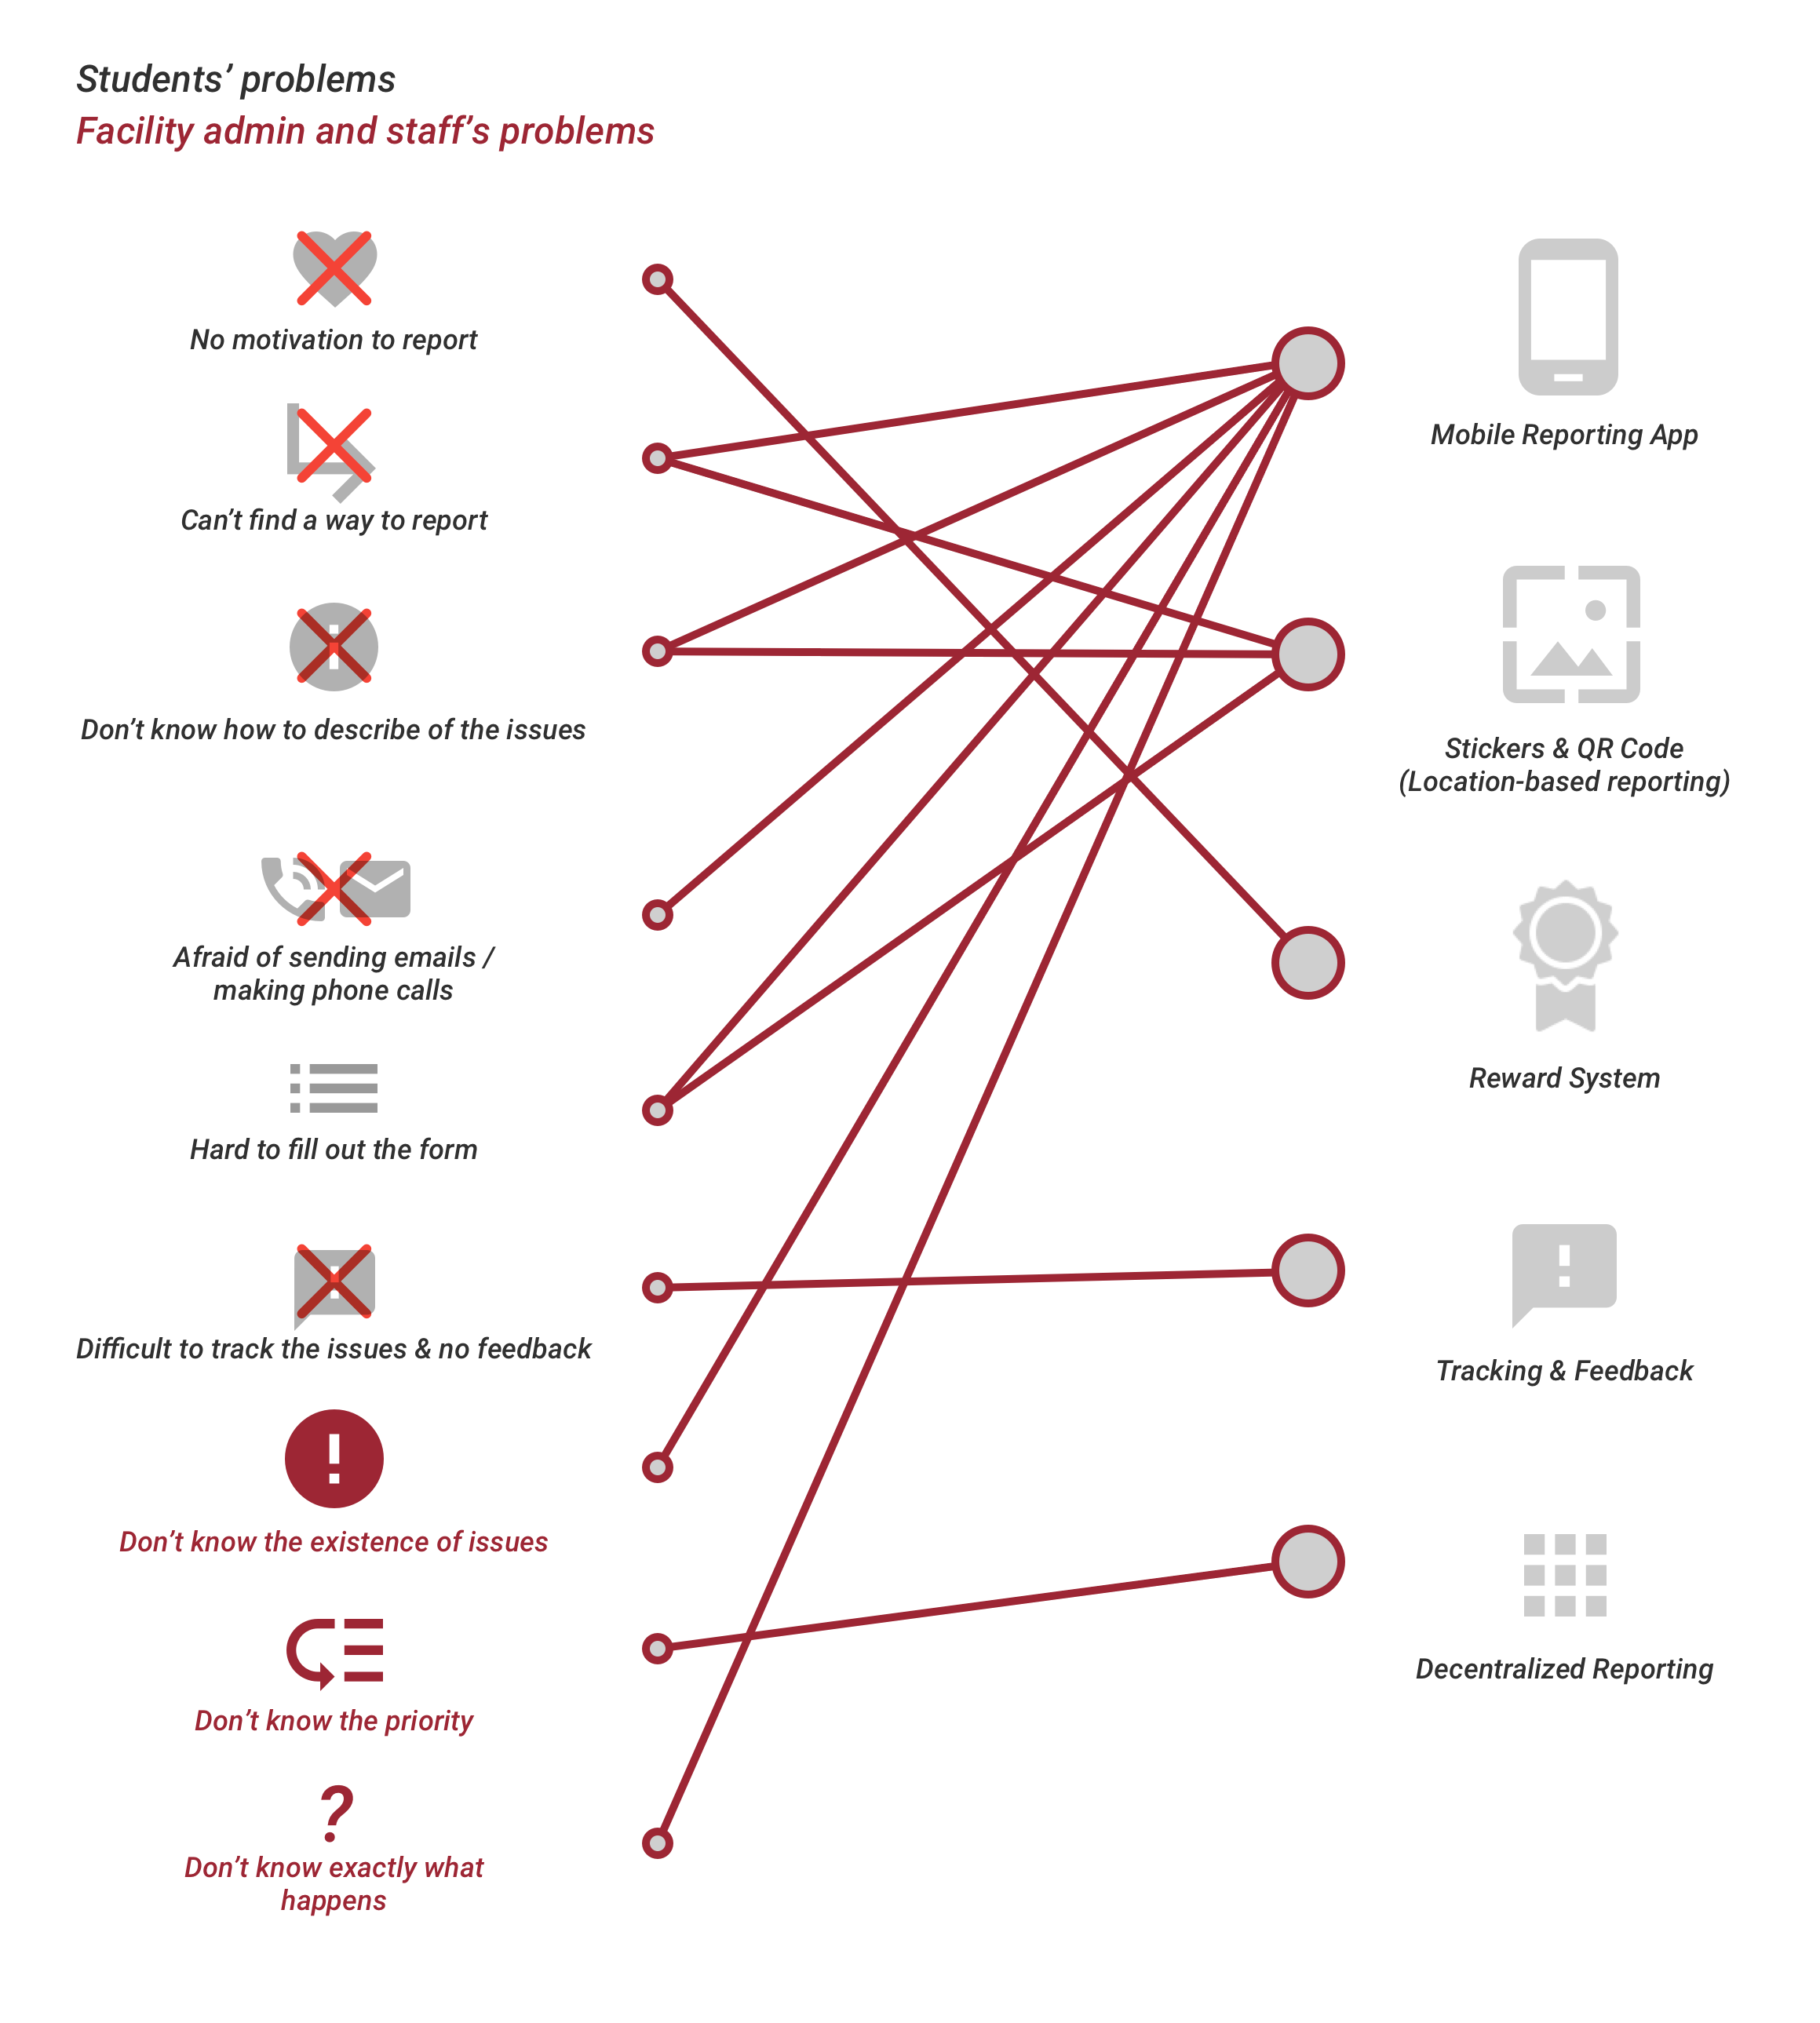 Students’ problems
Facility admin and staff’s problems
No motivation to report
Can’t find a way to report
Don’t know how to describe of the issues
Afraid of sending emails /
making phone calls
Hard to fill out the form
Difficult to track the issues & no feedback
Don’t know the existence of issues
Don’t know the priority
?
Don’t know exactly what
happens
Mobile Reporting App
Stickers & QR Code
(Location-based reporting)
Reward System
Tracking & Feedback
Decentralized Reporting